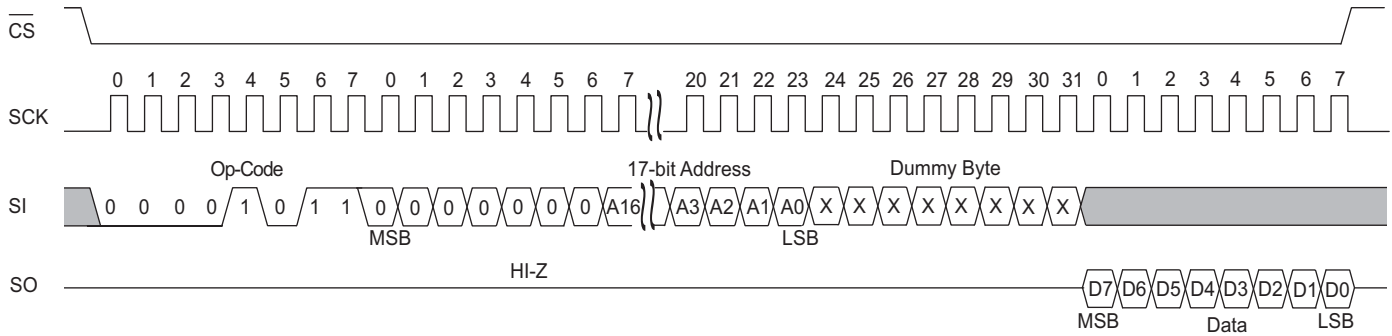 CS
0 1 2 3 4 5 6 7 0 1 2 3 4 5 6 7 20 21 22 23 24 25 26 27 28 29 30 31 0 1 2 3 4 5 6 7
SCK
Op-Code 17-bit Address Dummy Byte
SI 0 0 0 0 1 0 1 1 0 0 0 0 0 0 0 A16 A3 A2 A1 A0 X X X X X X X X
MSB LSB
HI-Z
SO D7 D6 D5 D4 D3 D2 D1 D0
MSB Data LSB